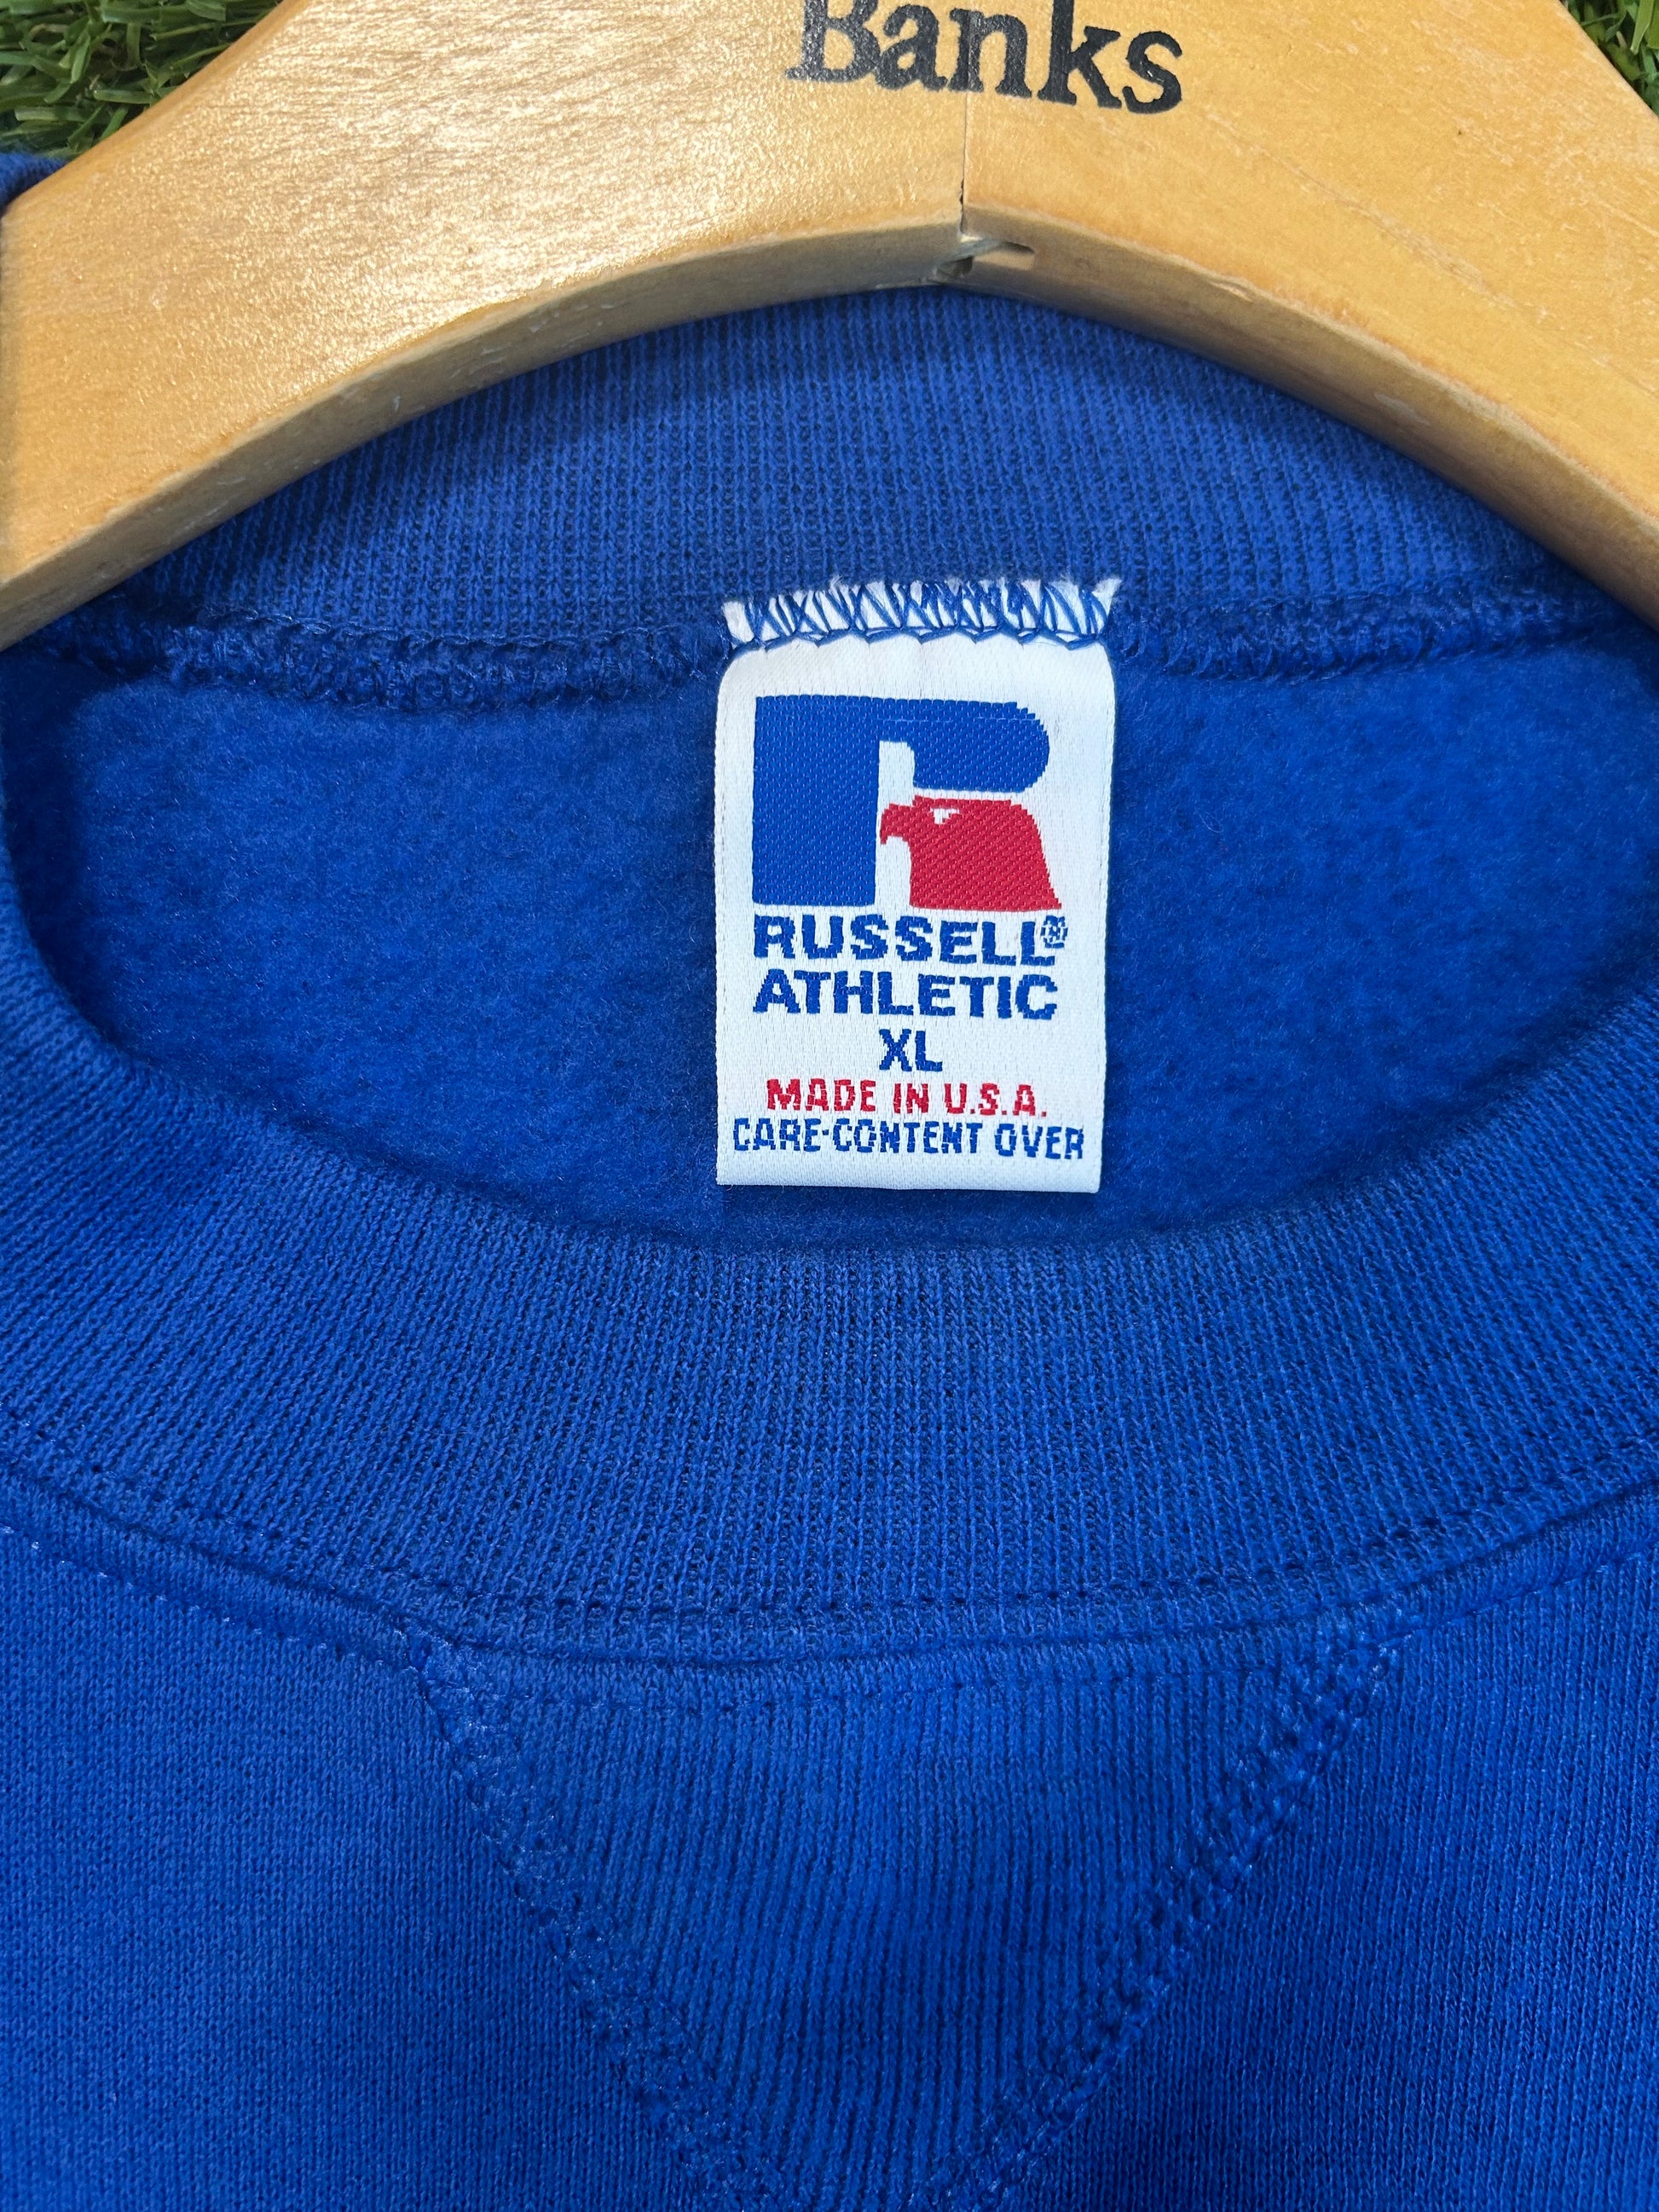 Banks
RUSSELL®
ATHLETIC
XL
MADE IN U.S.A.
CARE-CONTENT OVER